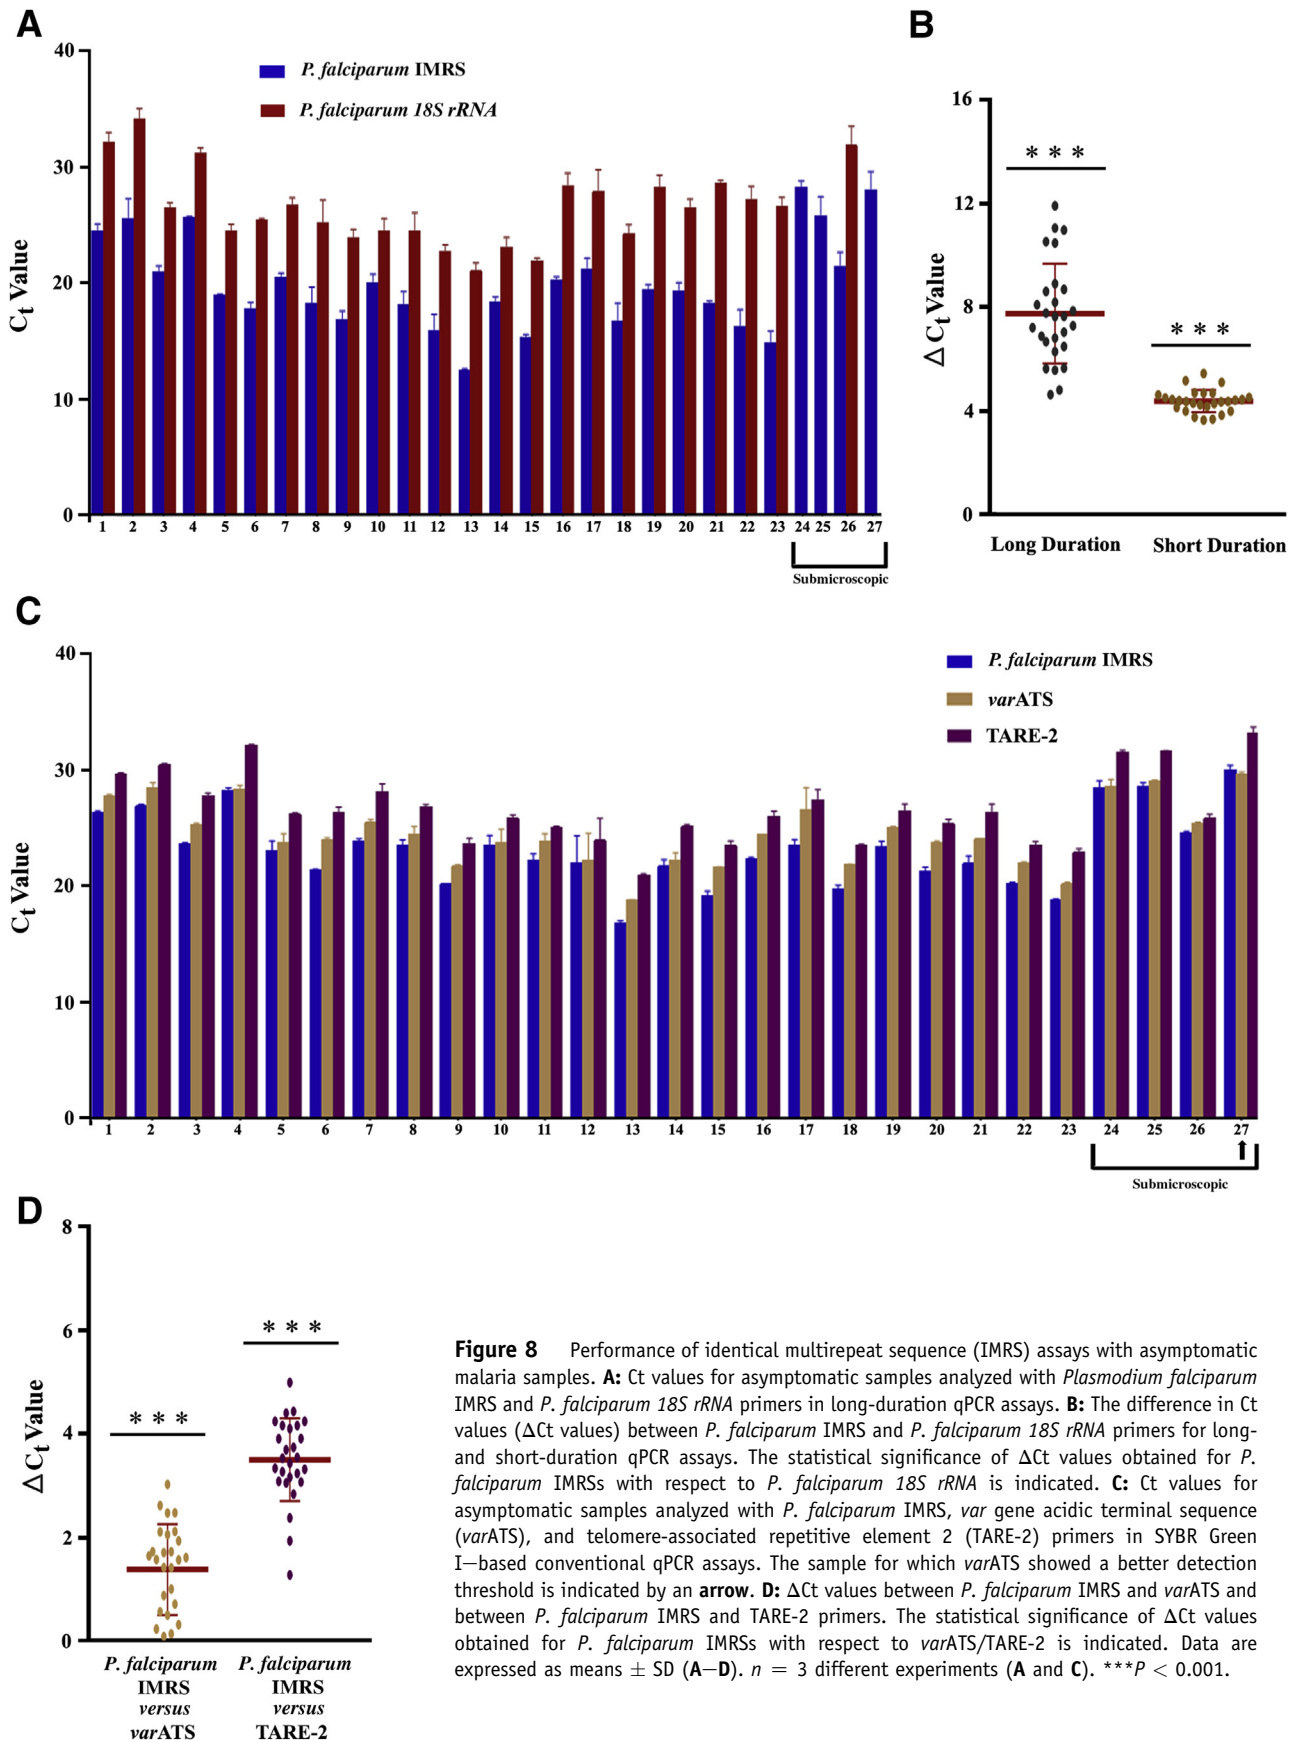 A
40
30
20
10
0
Ct Value
P. falciparum IMRS
P. falciparum 18S rRNA
1 2 3 4 5 6 7 8 9 10 11 12 13 14 15 16 17 18 19 20 21 22 23 24 25 26 27
Submicroscopic
B
16
12
8
4
0
Δ Ct Value
* * *
* * *
Long Duration
Short Duration
C
40
30
20
10
0
Ct Value
P. falciparum IMRS
varATS
TARE-2
1 2 3 4 5 6 7 8 9 10 11 12 13 14 15 16 17 18 19 20 21 22 23 24 25 26 27
Submicroscopic
D
8
6
4
2
0
Δ Ct Value
* * *
* * *
P. falciparum
IMRS
versus
varATS
P. falciparum
IMRS
versus
TARE-2
Figure 8 Performance of identical multirepeat sequence (IMRS) assays with asymptomatic
malaria samples. A: Ct values for asymptomatic samples analyzed with Plasmodium falciparum
IMRS and P. falciparum 18S rRNA primers in long-duration qPCR assays. B: The difference in Ct
values (ΔCt values) between P. falciparum IMRS and P. falciparum 18S rRNA primers for long-
and short-duration qPCR assays. The statistical significance of ΔCt values obtained for P.
falciparum IMRSs with respect to P. falciparum 18S rRNA is indicated. C: Ct values for
asymptomatic samples analyzed with P. falciparum IMRS, var gene acidic terminal sequence
(varATS), and telomere-associated repetitive element 2 (TARE-2) primers in SYBR Green
I–based conventional qPCR assays. The sample for which varATS showed a better detection
threshold is indicated by an arrow. D: ΔCt values between P. falciparum IMRS and varATS and
between P. falciparum IMRS and TARE-2 primers. The statistical significance of ΔCt values
obtained for P. falciparum IMRSs with respect to varATS/TARE-2 is indicated. Data are
expressed as means ± SD (A–D). n = 3 different experiments (A and C). ***P < 0.001.